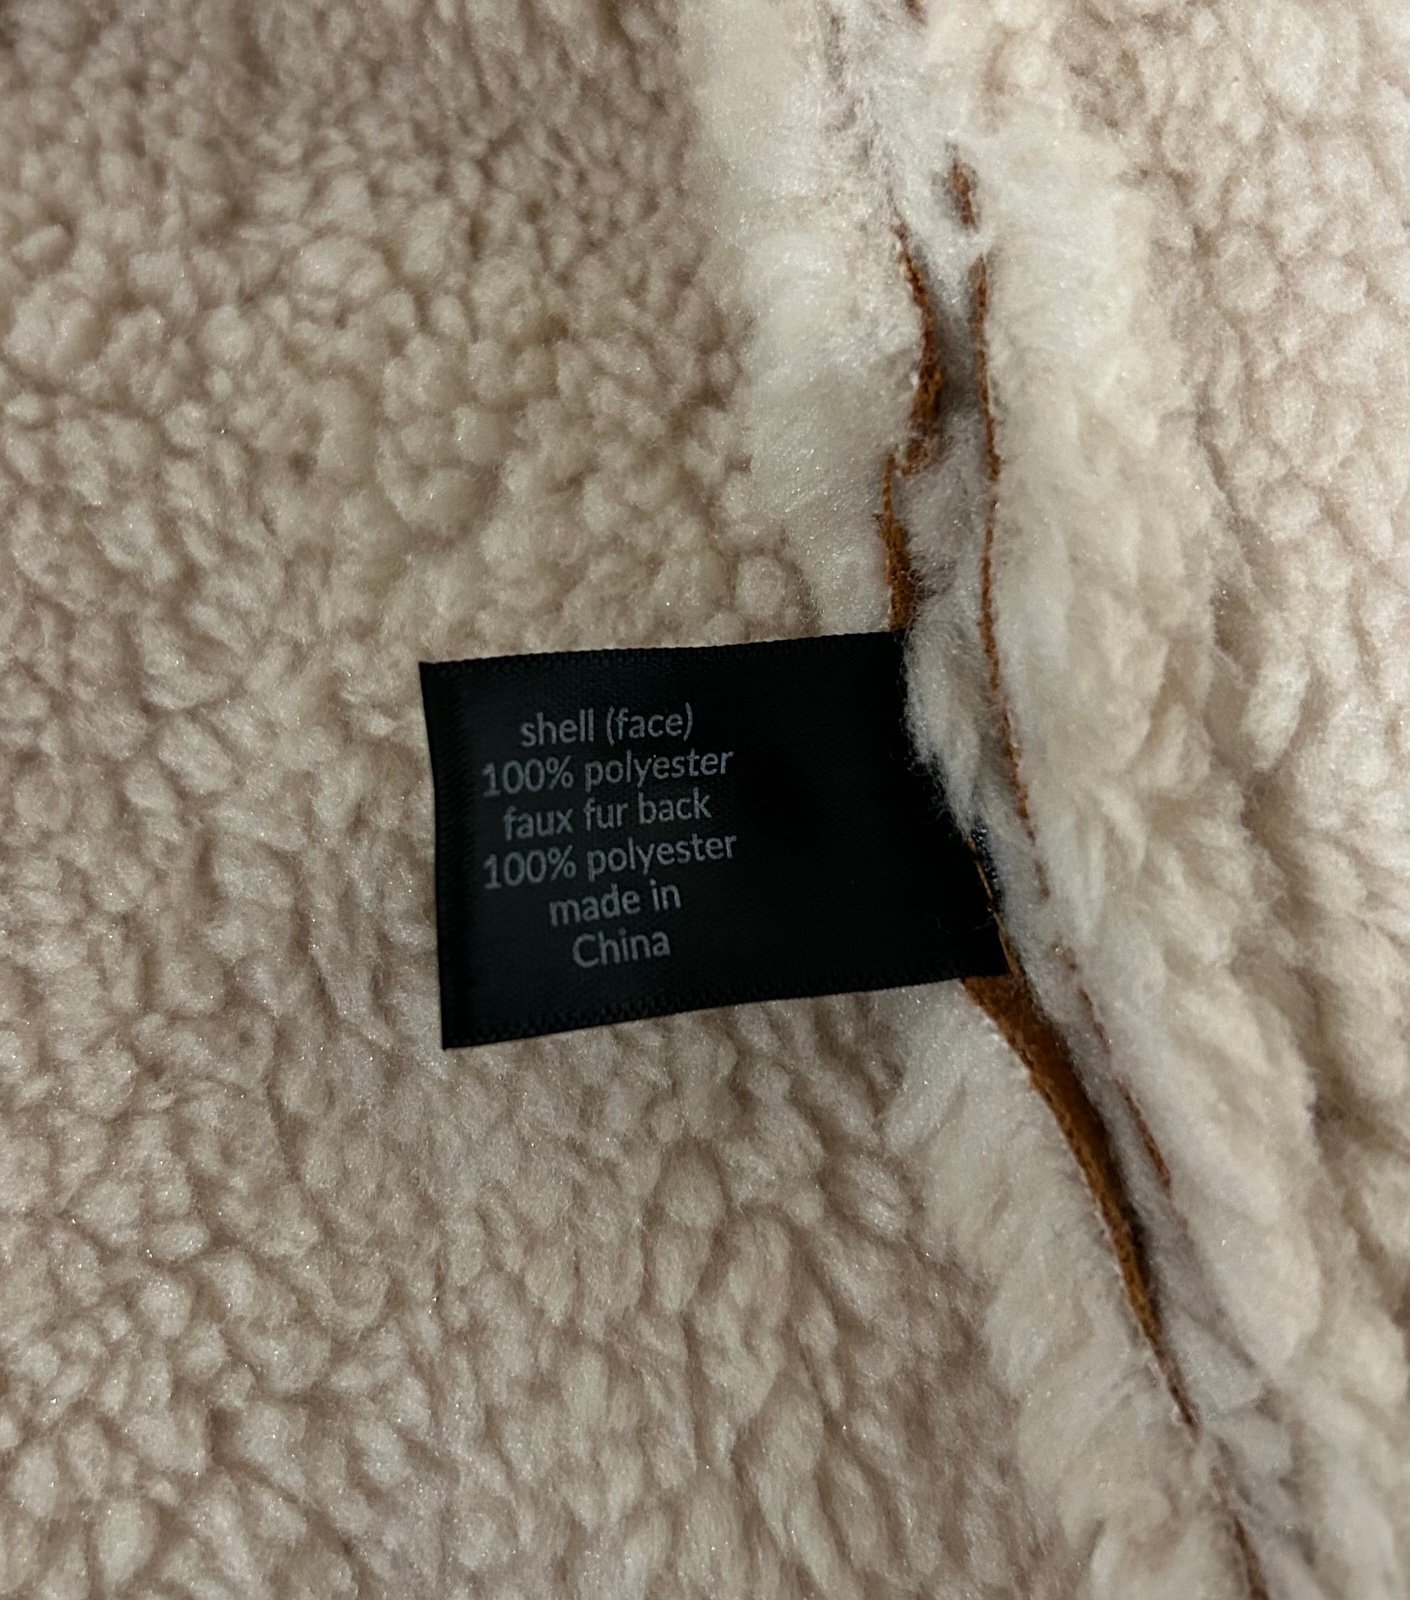 shell (face)
100% polyester
faux fur back
100% polyester
made in
China